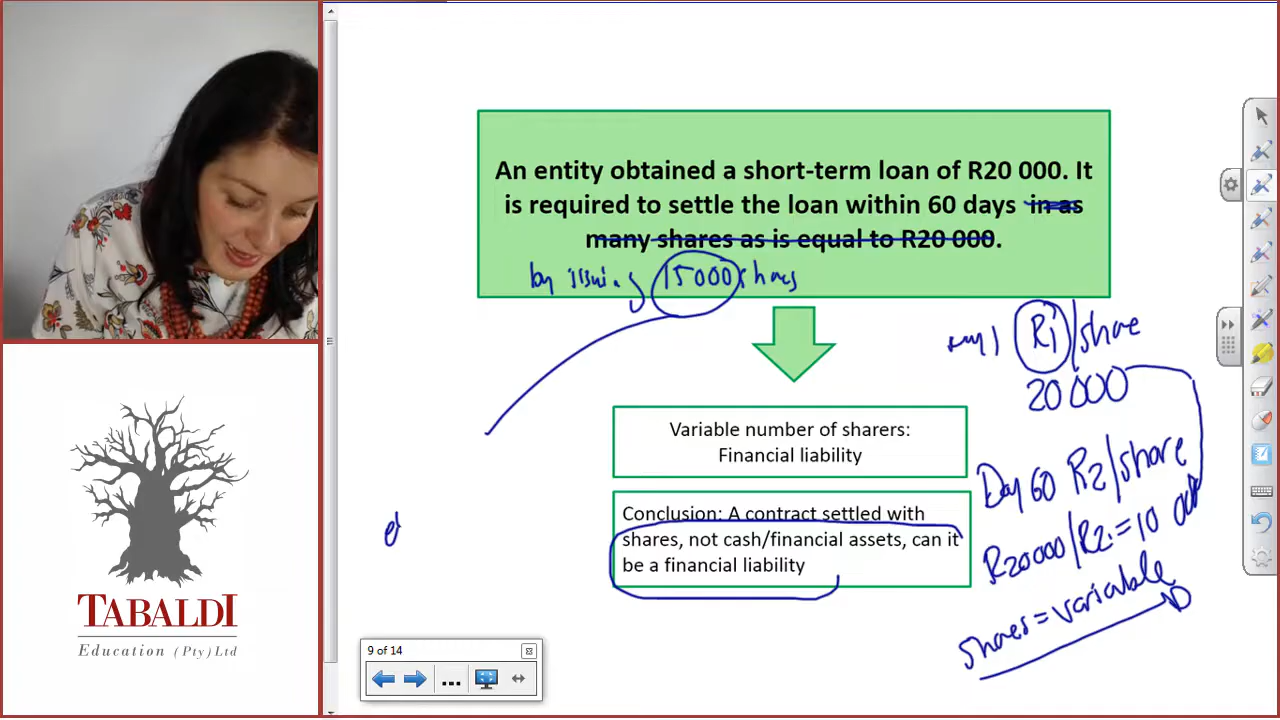 An entity obtained a short-term loan of R20 000. It
is required to settle the loan within 60 days in as
many shares as is equal to R20 000.
by issuing 15000 shares
Day 1 R1/share
20 000
Variable number of sharers:
Financial liability
Day 60 R2/share
R20000/R2 = 10 000
shares = variable
Conclusion: A contract settled with
shares, not cash/financial assets, can it
be a financial liability
TABALDI
Education (Pty) Ltd
9 of 14